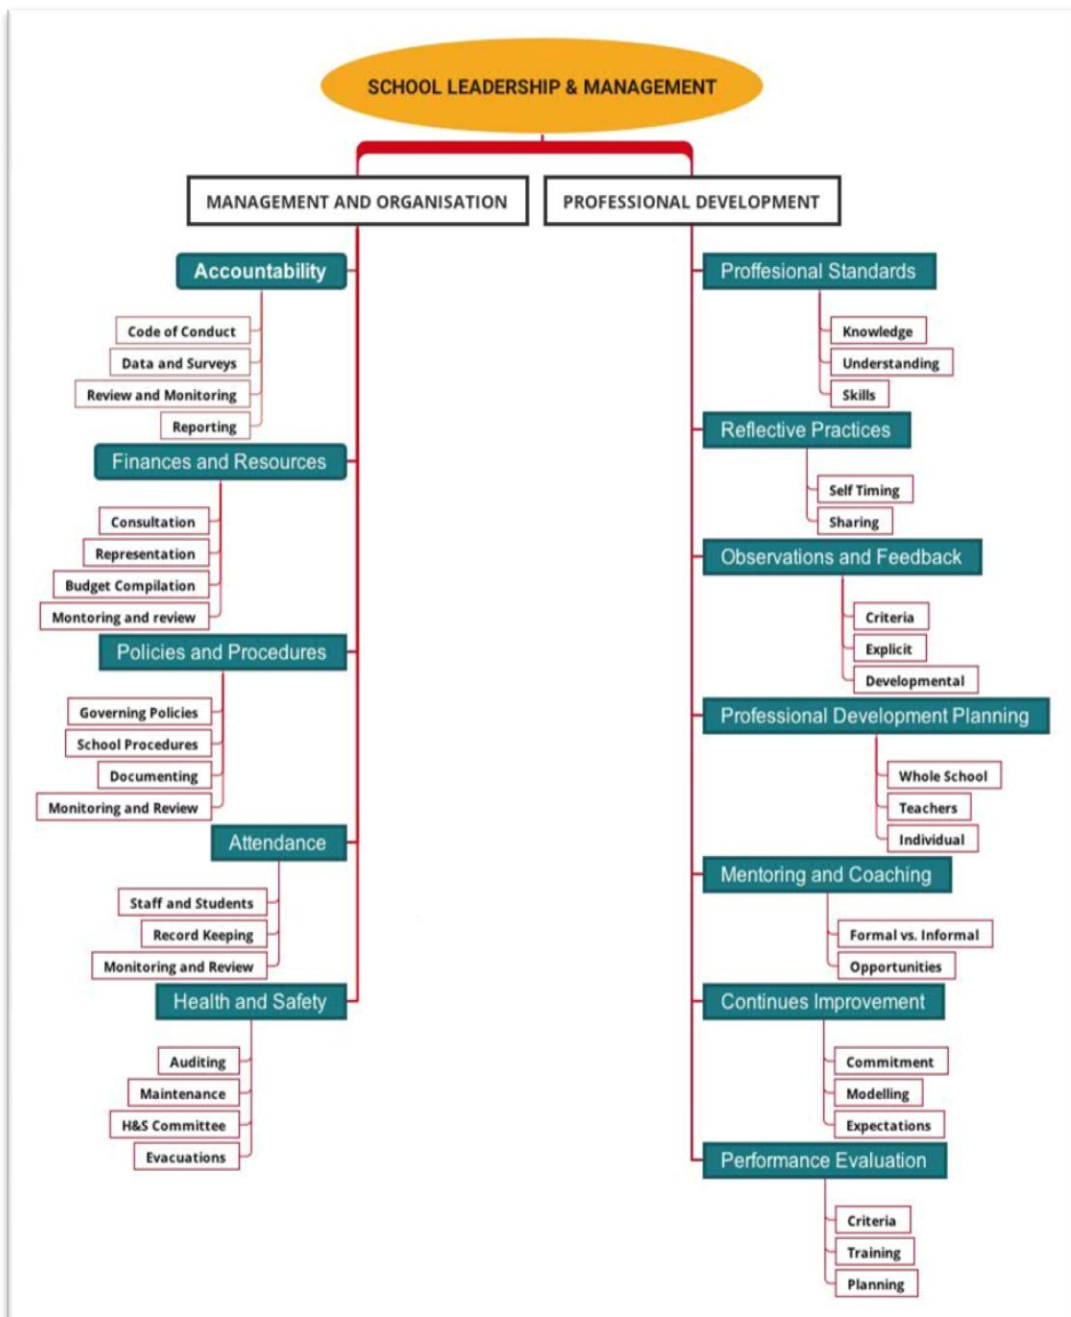 SCHOOL LEADERSHIP & MANAGEMENT
MANAGEMENT AND ORGANISATION
Accountability
Code of Conduct
Data and Surveys
Review and Monitoring
Reporting
Finances and Resources
Consultation
Representation
Budget Compilation
Montoring and review
Policies and Procedures
Governing Policies
School Procedures
Documenting
Monitoring and Review
Attendance
Staff and Students
Record Keeping
Monitoring and Review
Health and Safety
Auditing
Maintenance
H&S Committee
Evacuations
PROFESSIONAL DEVELOPMENT
Proffesional Standards
Knowledge
Understanding
Skills
Reflective Practices
Self Timing
Sharing
Observations and Feedback
Criteria
Explicit
Developmental
Professional Development Planning
Whole School
Teachers
Individual
Mentoring and Coaching
Formal vs. Informal
Opportunities
Continues Improvement
Commitment
Modelling
Expectations
Performance Evaluation
Criteria
Training
Planning